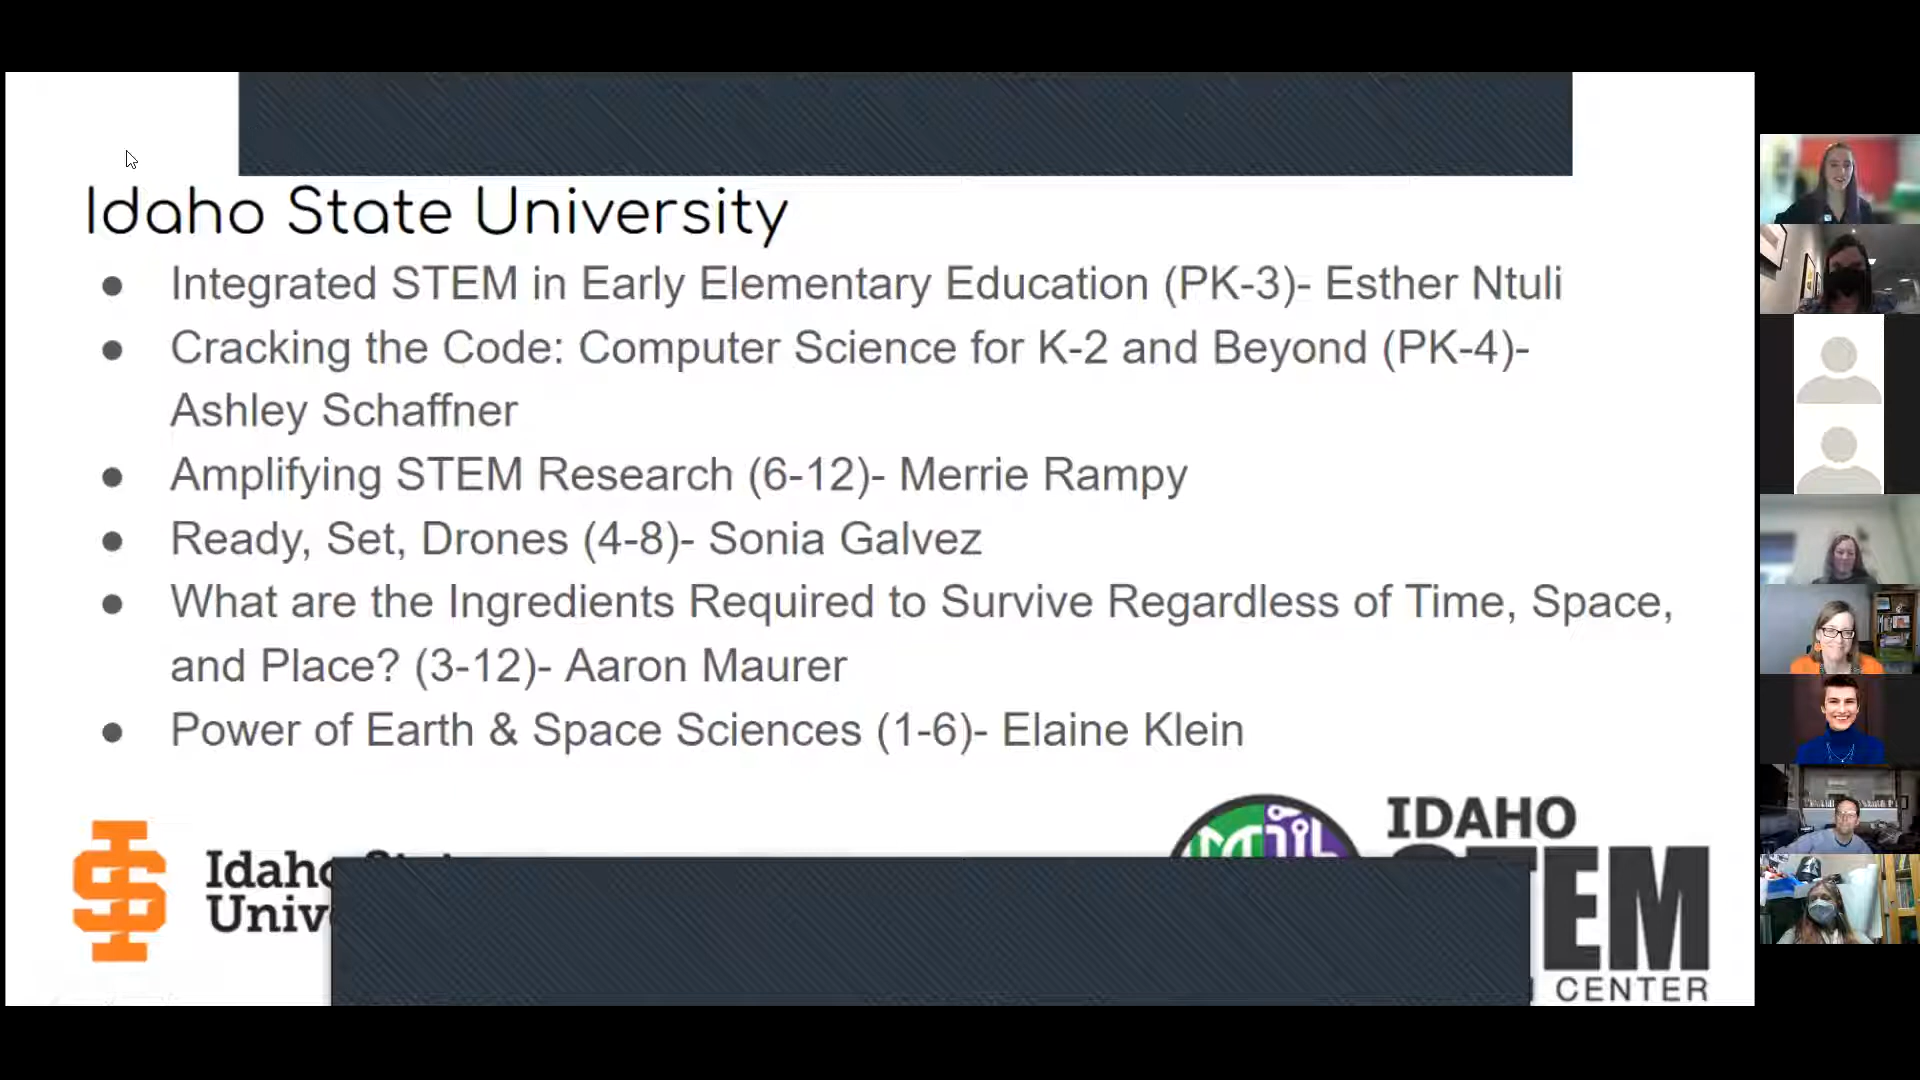 Idaho State University
● Integrated STEM in Early Elementary Education (PK-3)- Esther Ntuli
● Cracking the Code: Computer Science for K-2 and Beyond (PK-4)-
Ashley Schaffner
● Amplifying STEM Research (6-12)- Merrie Rampy
● Ready, Set, Drones (4-8)- Sonia Galvez
● What are the Ingredients Required to Survive Regardless of Time, Space,
and Place? (3-12)- Aaron Maurer
● Power of Earth & Space Sciences (1-6)- Elaine Klein
IDAHO
CENTER